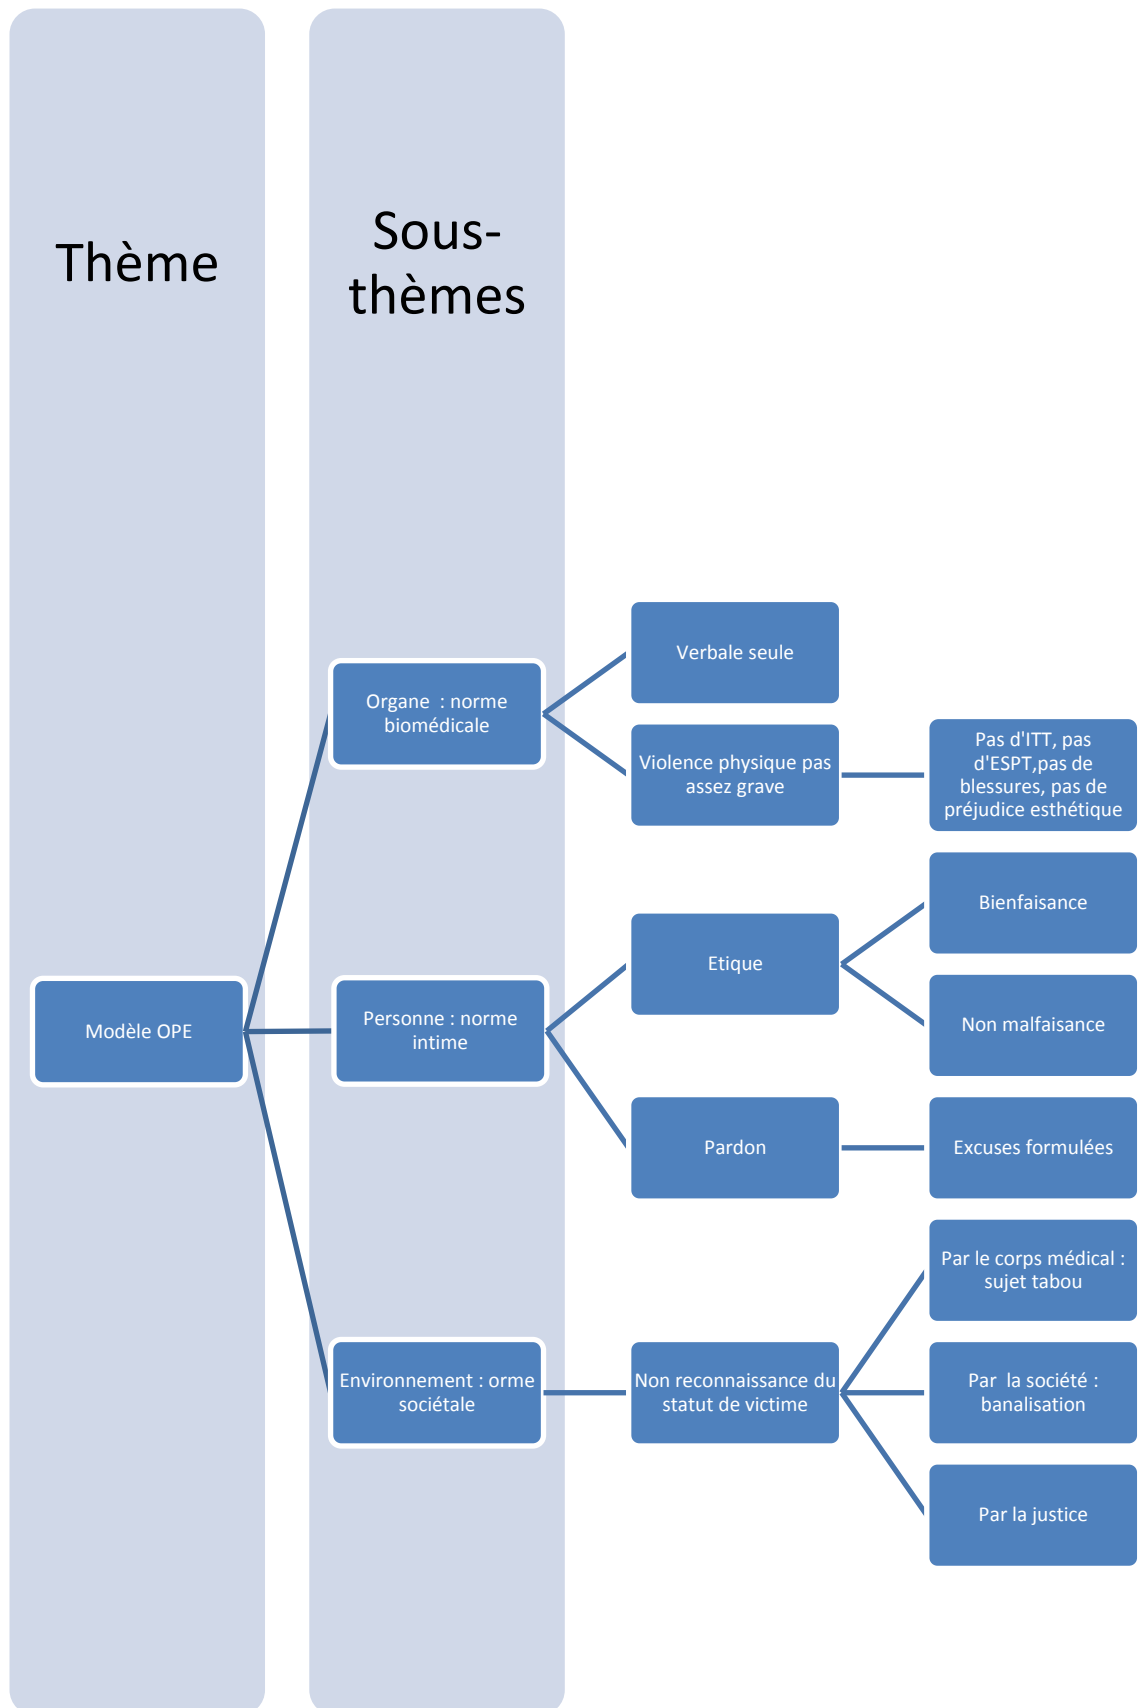 Thème
Sous-
thèmes
Modèle OPE
Organe  : norme
biomédicale
Verbale seule
Violence physique pas
assez grave
Pas d'ITT, pas
d'ESPT,pas de
blessures, pas de
préjudice esthétique
Personne : norme
intime
Etique
Bienfaisance
Non malfaisance
Pardon
Excuses formulées
Environnement : orme
sociétale
Non reconnaissance du
statut de victime
Par le corps médical :
sujet tabou
Par  la société :
banalisation
Par la justice